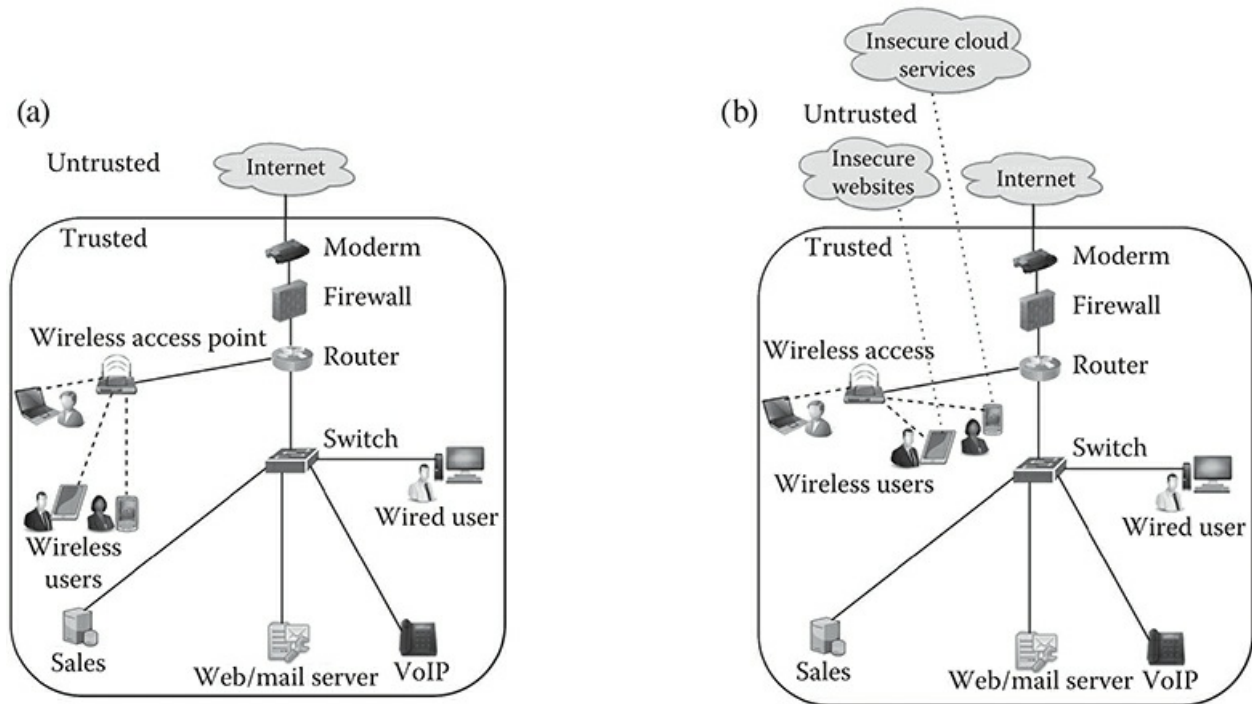 (a)
Untrusted
Internet
Trusted
Moderm
Firewall
Wireless access point
Router
Switch
Wired user
Wireless
users
Sales
Web/mail server
VoIP
(b)
Insecure cloud
services
Untrusted
Insecure
websites
Internet
Trusted
Moderm
Firewall
Wireless access
Router
Switch
Wireless users
Wired user
Sales
Web/mail server
VoIP